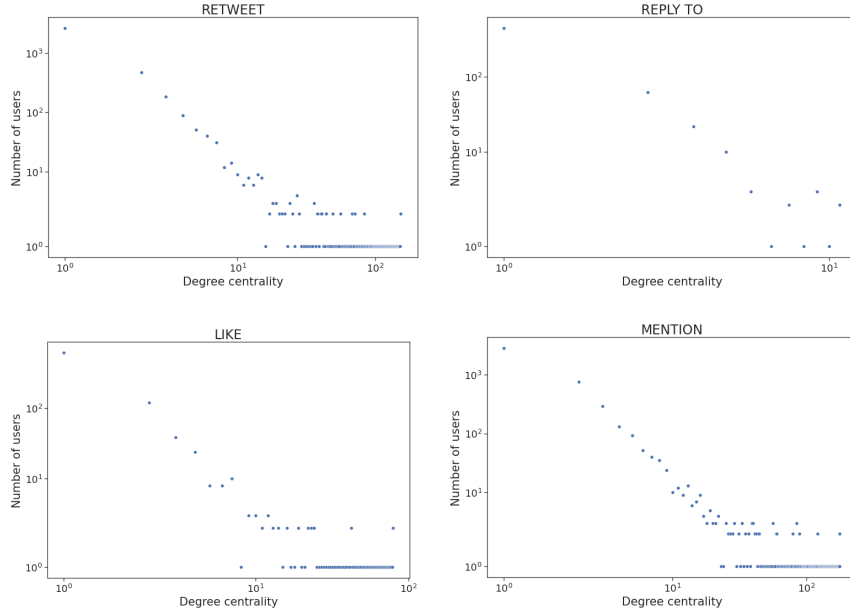 RETWEET
Number of users
10³
10²
10¹
10⁰
10⁰ 10¹ 10²
Degree centrality
REPLY TO
Number of users
10²
10¹
10⁰
10⁰ 10¹
Degree centrality
LIKE
Number of users
10²
10¹
10⁰
10⁰ 10¹ 10²
Degree centrality
MENTION
Number of users
10³
10²
10¹
10⁰
10⁰ 10¹ 10²
Degree centrality